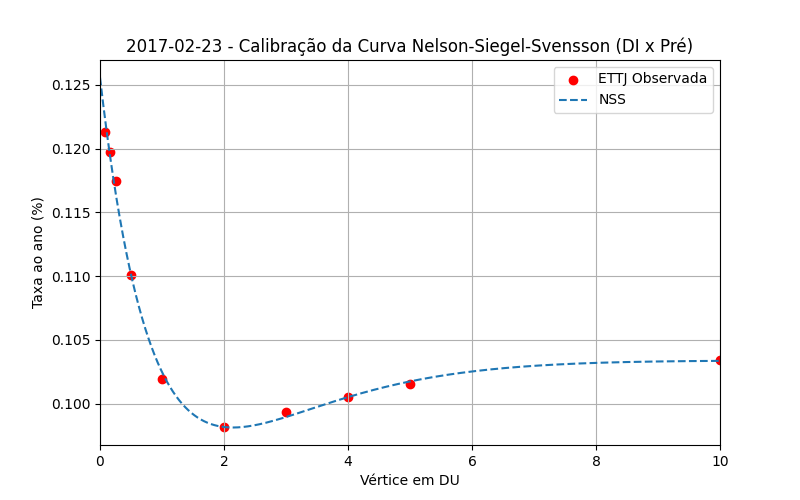 2017-02-23 - Calibração da Curva Nelson-Siegel-Svensson (DI x Pré)
ETTJ Observada
NSS
Taxa ao ano (%)
0.125
0.120
0.115
0.110
0.105
0.100
0 2 4 6 8 10
Vértice em DU